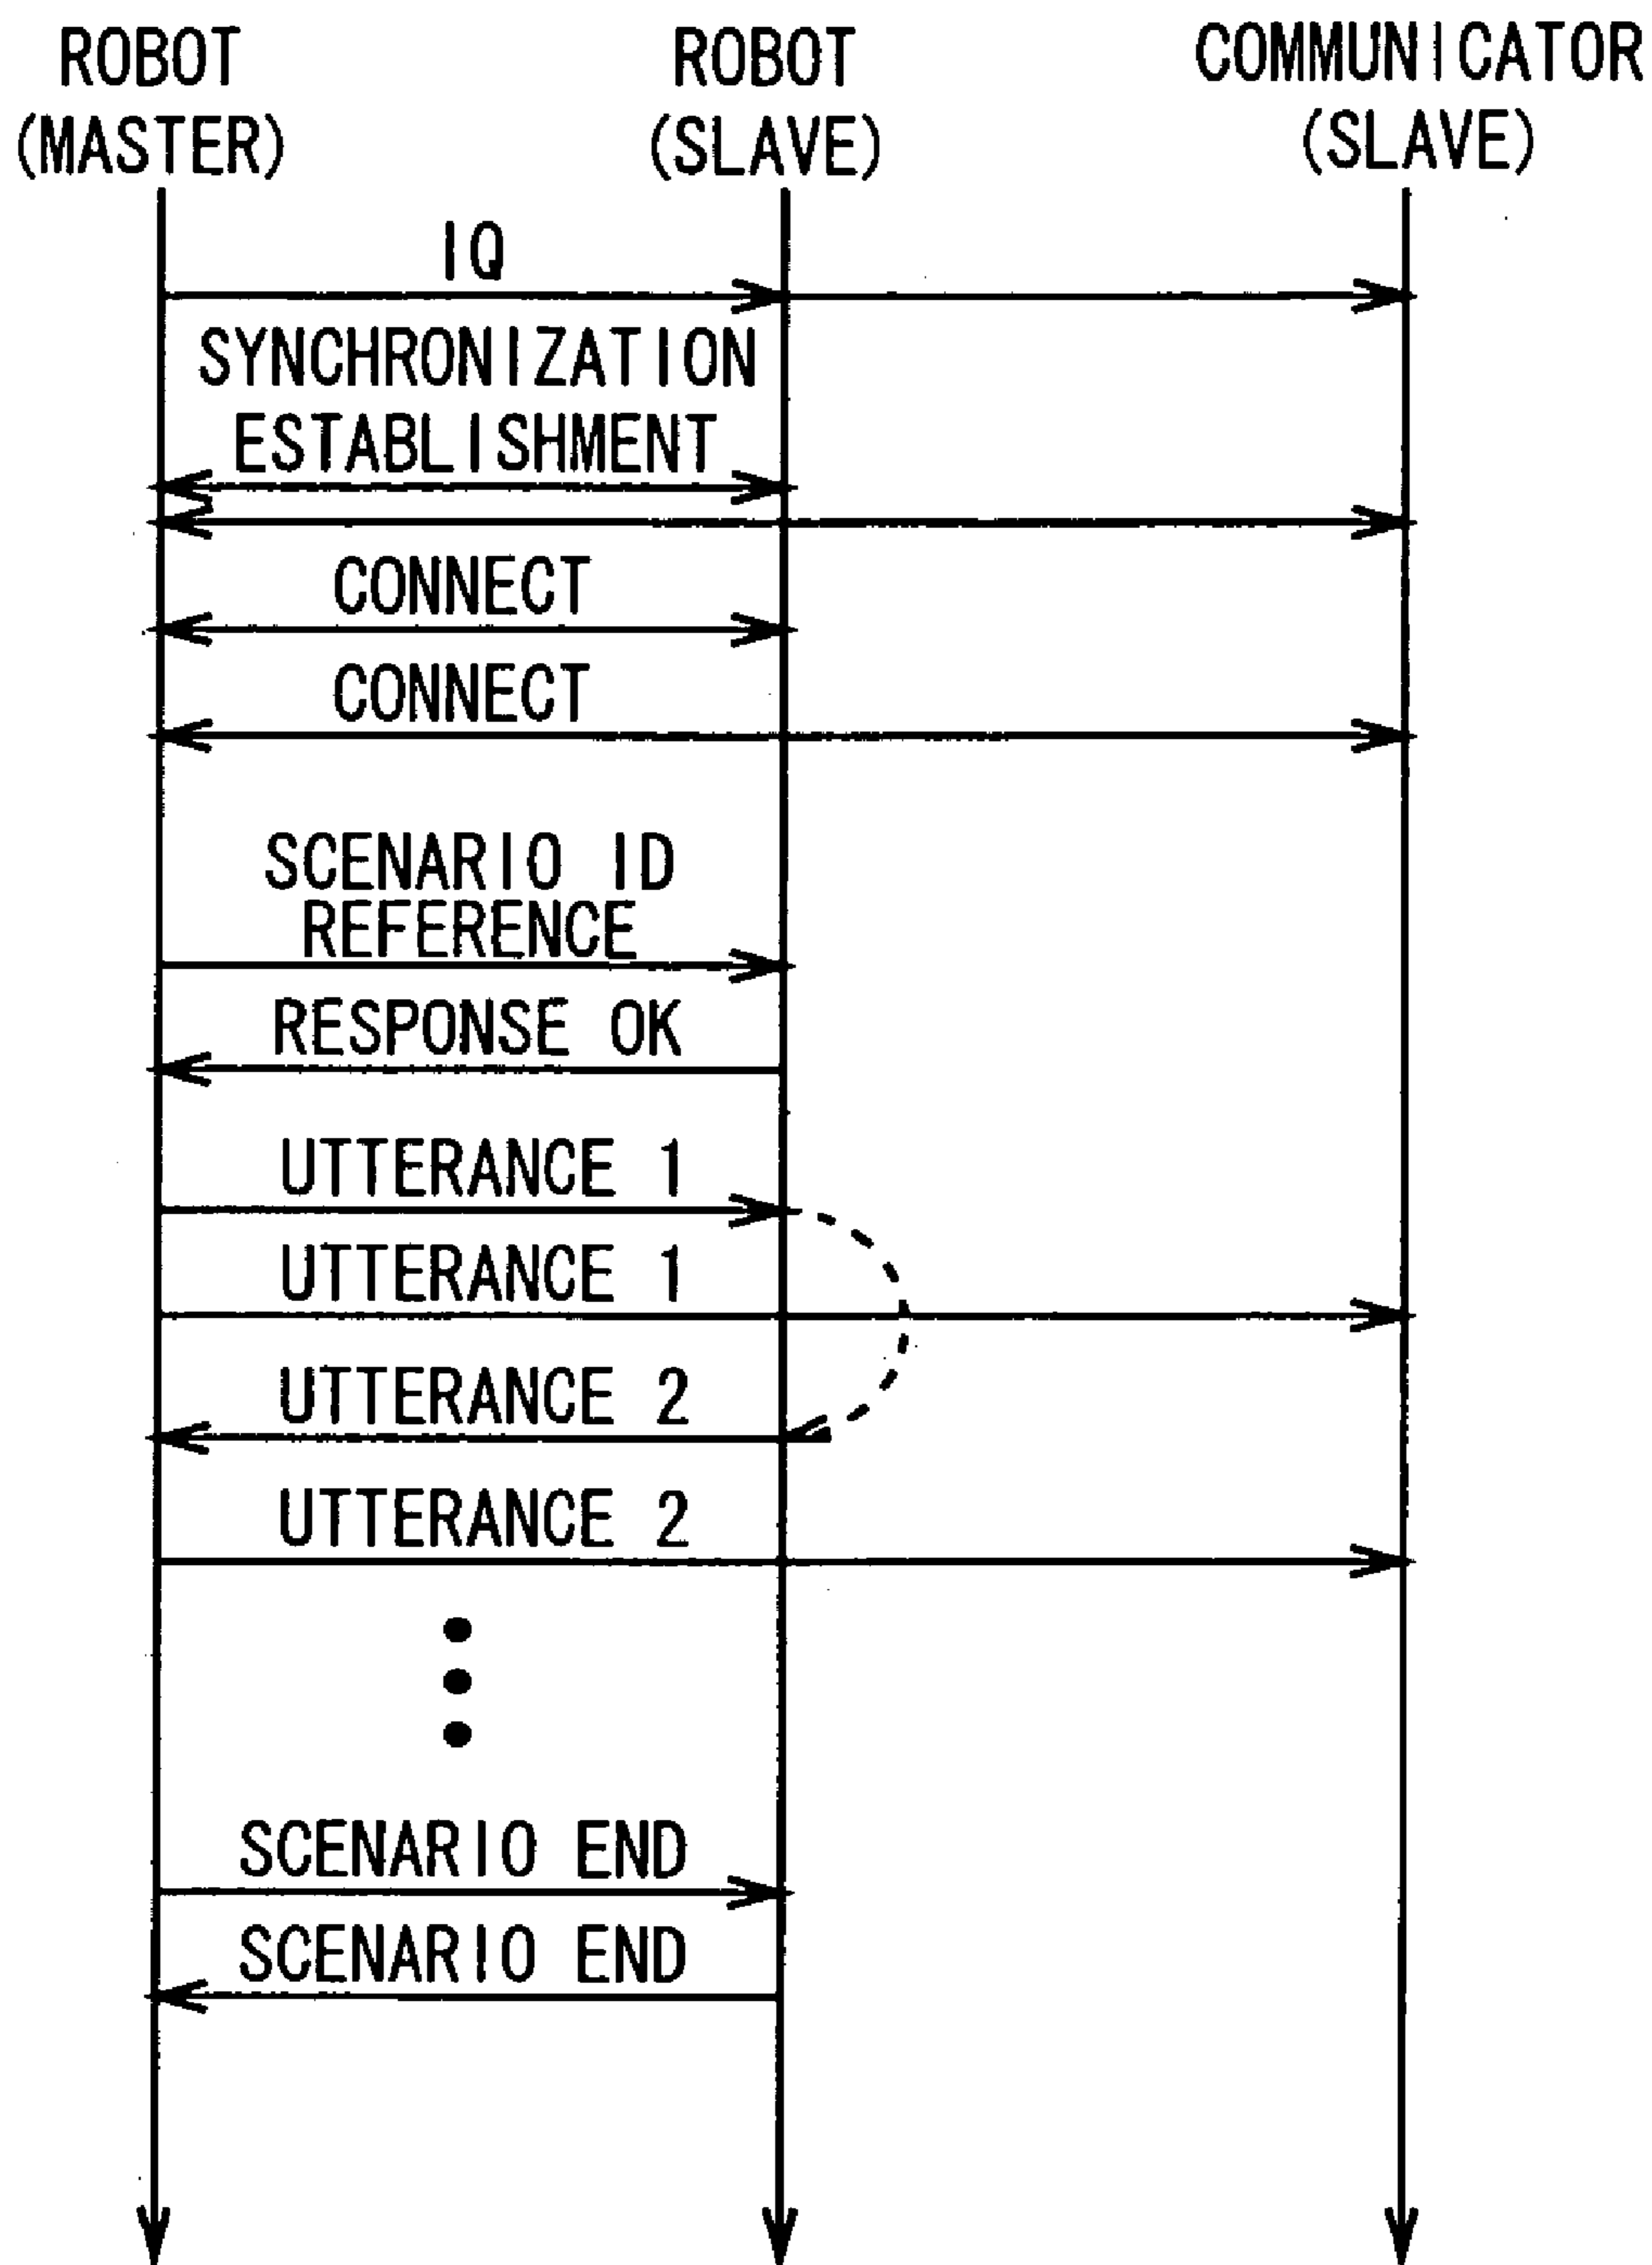 ROBOT
(MASTER)
ROBOT
(SLAVE)
COMMUNICATOR
(SLAVE)
IQ
SYNCHRONIZATION
ESTABLISHMENT
CONNECT
CONNECT
SCENARIO ID
REFERENCE
RESPONSE OK
UTTERANCE 1
UTTERANCE 1
UTTERANCE 2
UTTERANCE 2
SCENARIO END
SCENARIO END